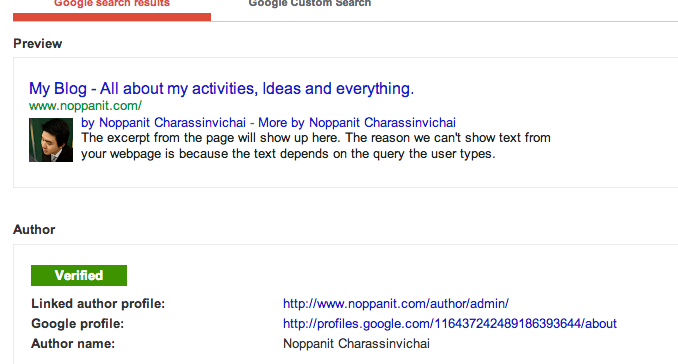 Google search results Google Custom Search
Preview
My Blog - All about my activities, Ideas and everything.
www.noppanit.com/
by Noppanit Charassinvichai - More by Noppanit Charassinvichai
The excerpt from the page will show up here. The reason we can't show text from
your webpage is because the text depends on the query the user types.
Author
Verified
Linked author profile: http://www.noppanit.com/author/admin/
Google profile: http://profiles.google.com/116437242489186393644/about
Author name: Noppanit Charassinvichai